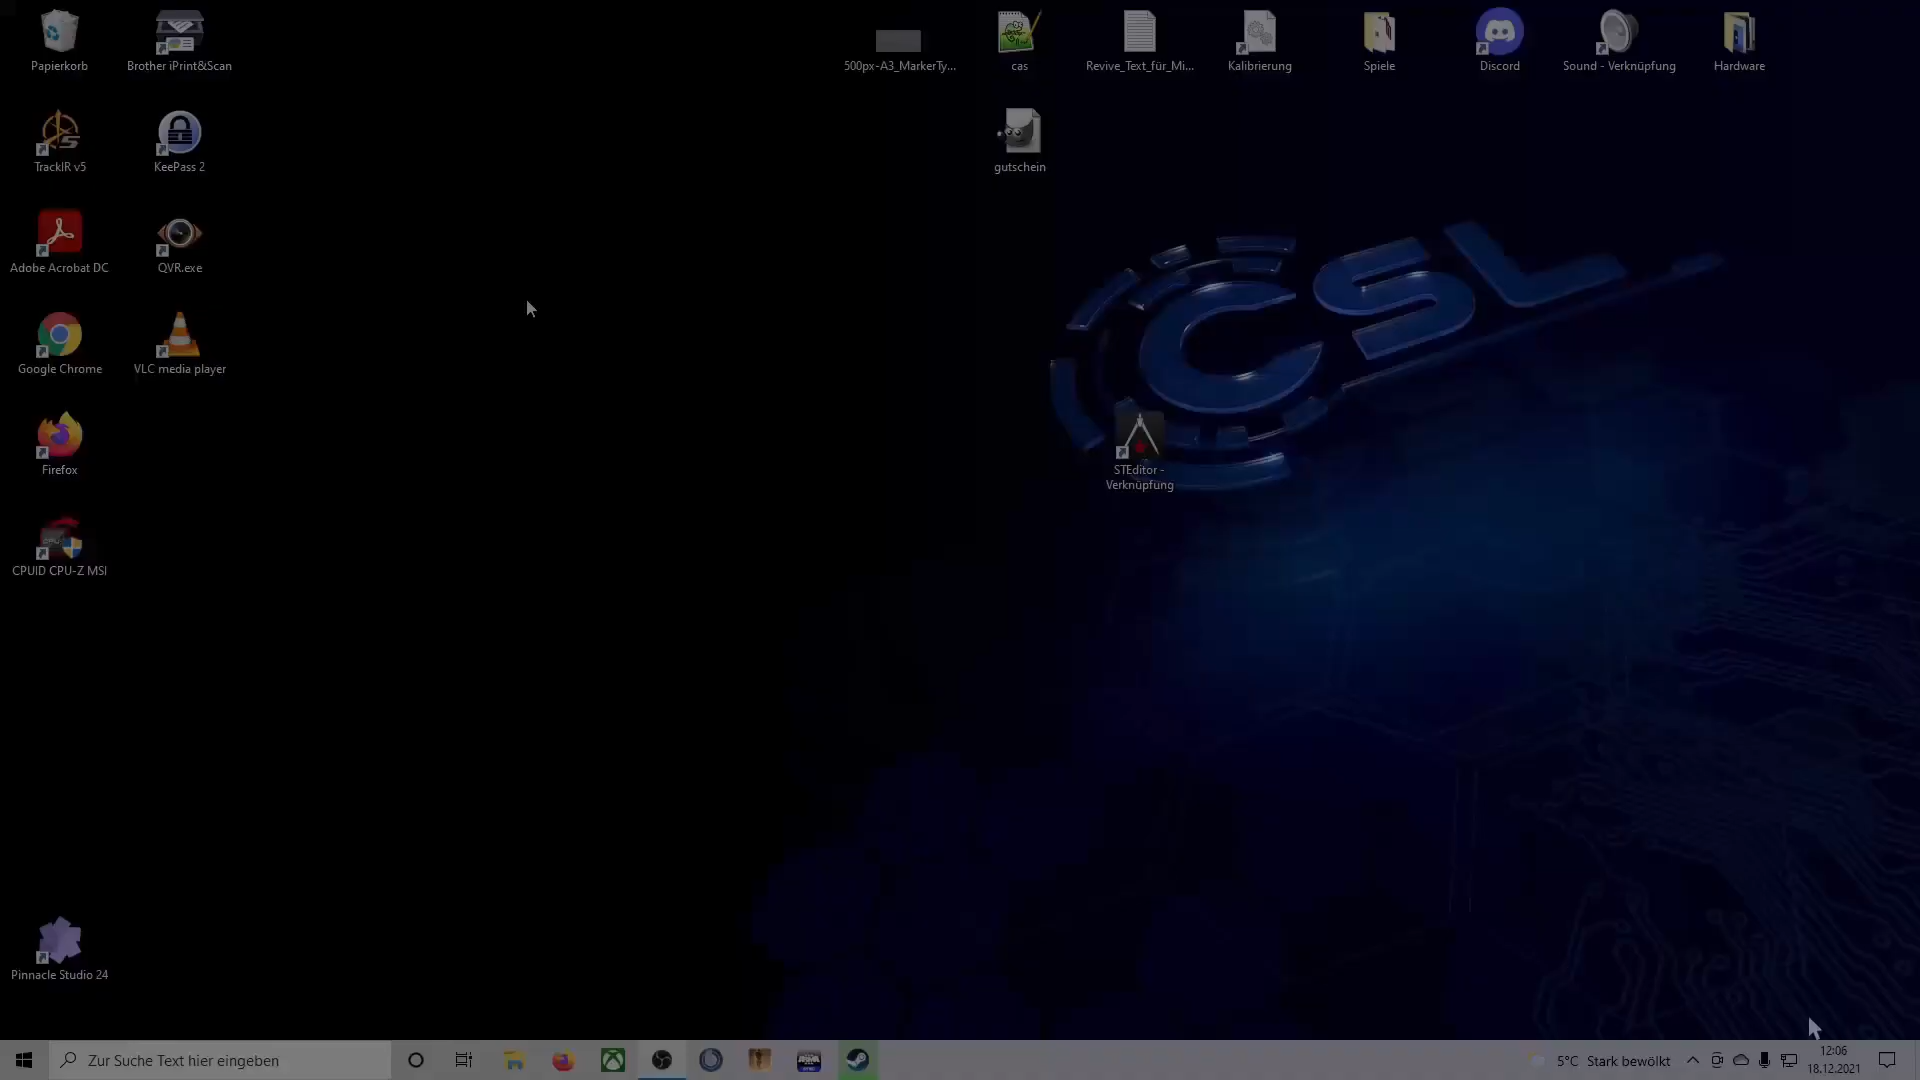 Papierkorb
Brother iPrint&Scan
500px-A3_MarkerTy...
cas
Revive_Text_für_Mi...
Kalibrierung
Spiele
Discord
Sound - Verknüpfung
Hardware
TrackIR v5
KeePass 2
gutschein
Adobe Acrobat DC
QVR.exe
CSL
Google Chrome
VLC media player
Firefox
STEditor -
Verknüpfung
CPUID CPU-Z MSI
Pinnacle Studio 24
Zur Suche Text hier eingeben
5°C Stark bewölkt
12:06
18.12.2021